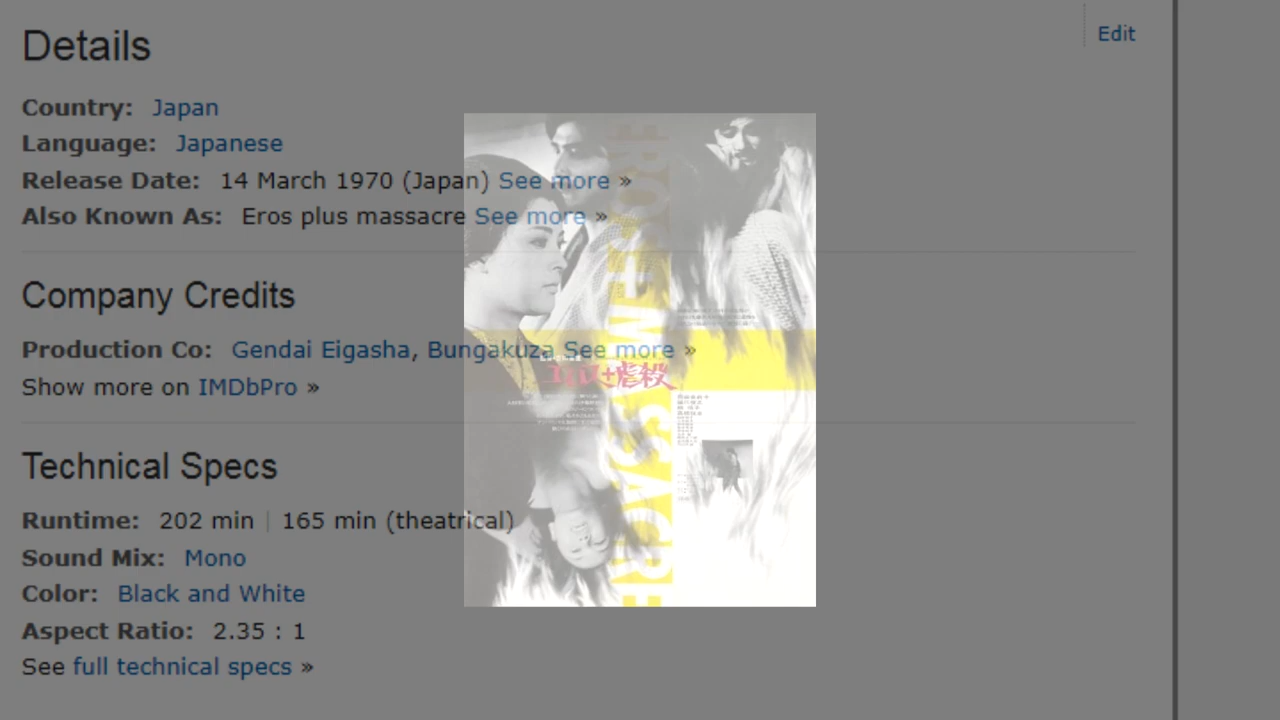 Details
Edit
Country: Japan
Language: Japanese
Release Date: 14 March 1970 (Japan) See more »
Also Known As: Eros plus massacre See more »
Company Credits
Production Co: Gendai Eigasha, Bungakuza See more »
Show more on IMDbPro »
Technical Specs
Runtime: 202 min | 165 min (theatrical)
Sound Mix: Mono
Color: Black and White
Aspect Ratio: 2.35 : 1
See full technical specs »
EROS + MASSACRE
エロス+虐殺